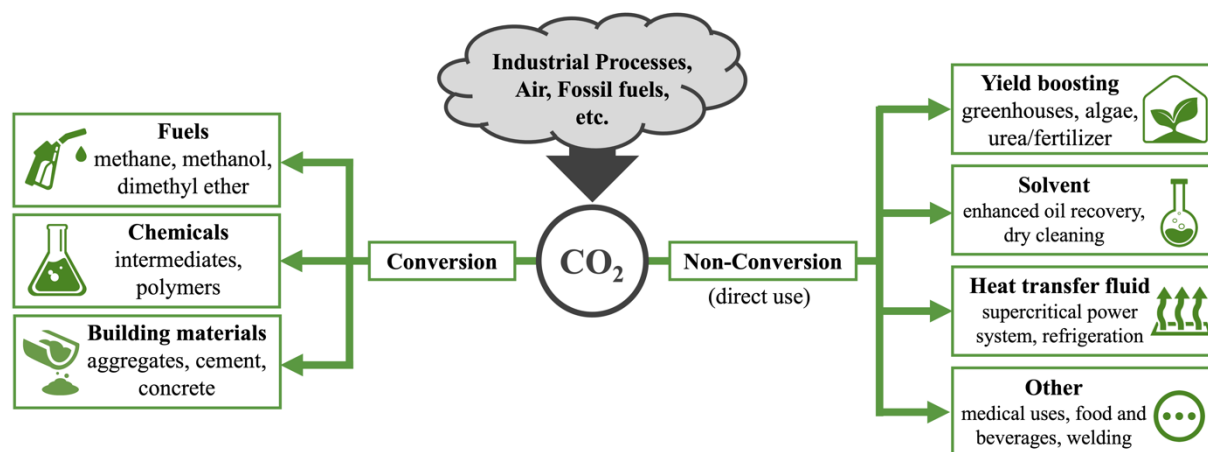 Industrial Processes,
Air, Fossil fuels,
etc.
Fuels
methane, methanol,
dimethyl ether
Chemicals
intermediates,
polymers
Building materials
aggregates, cement,
concrete
Conversion
CO₂
Non-Conversion
(direct use)
Yield boosting
greenhouses, algae,
urea/fertilizer
Solvent
enhanced oil recovery,
dry cleaning
Heat transfer fluid
supercritical power
system, refrigeration
Other
medical uses, food and
beverages, welding